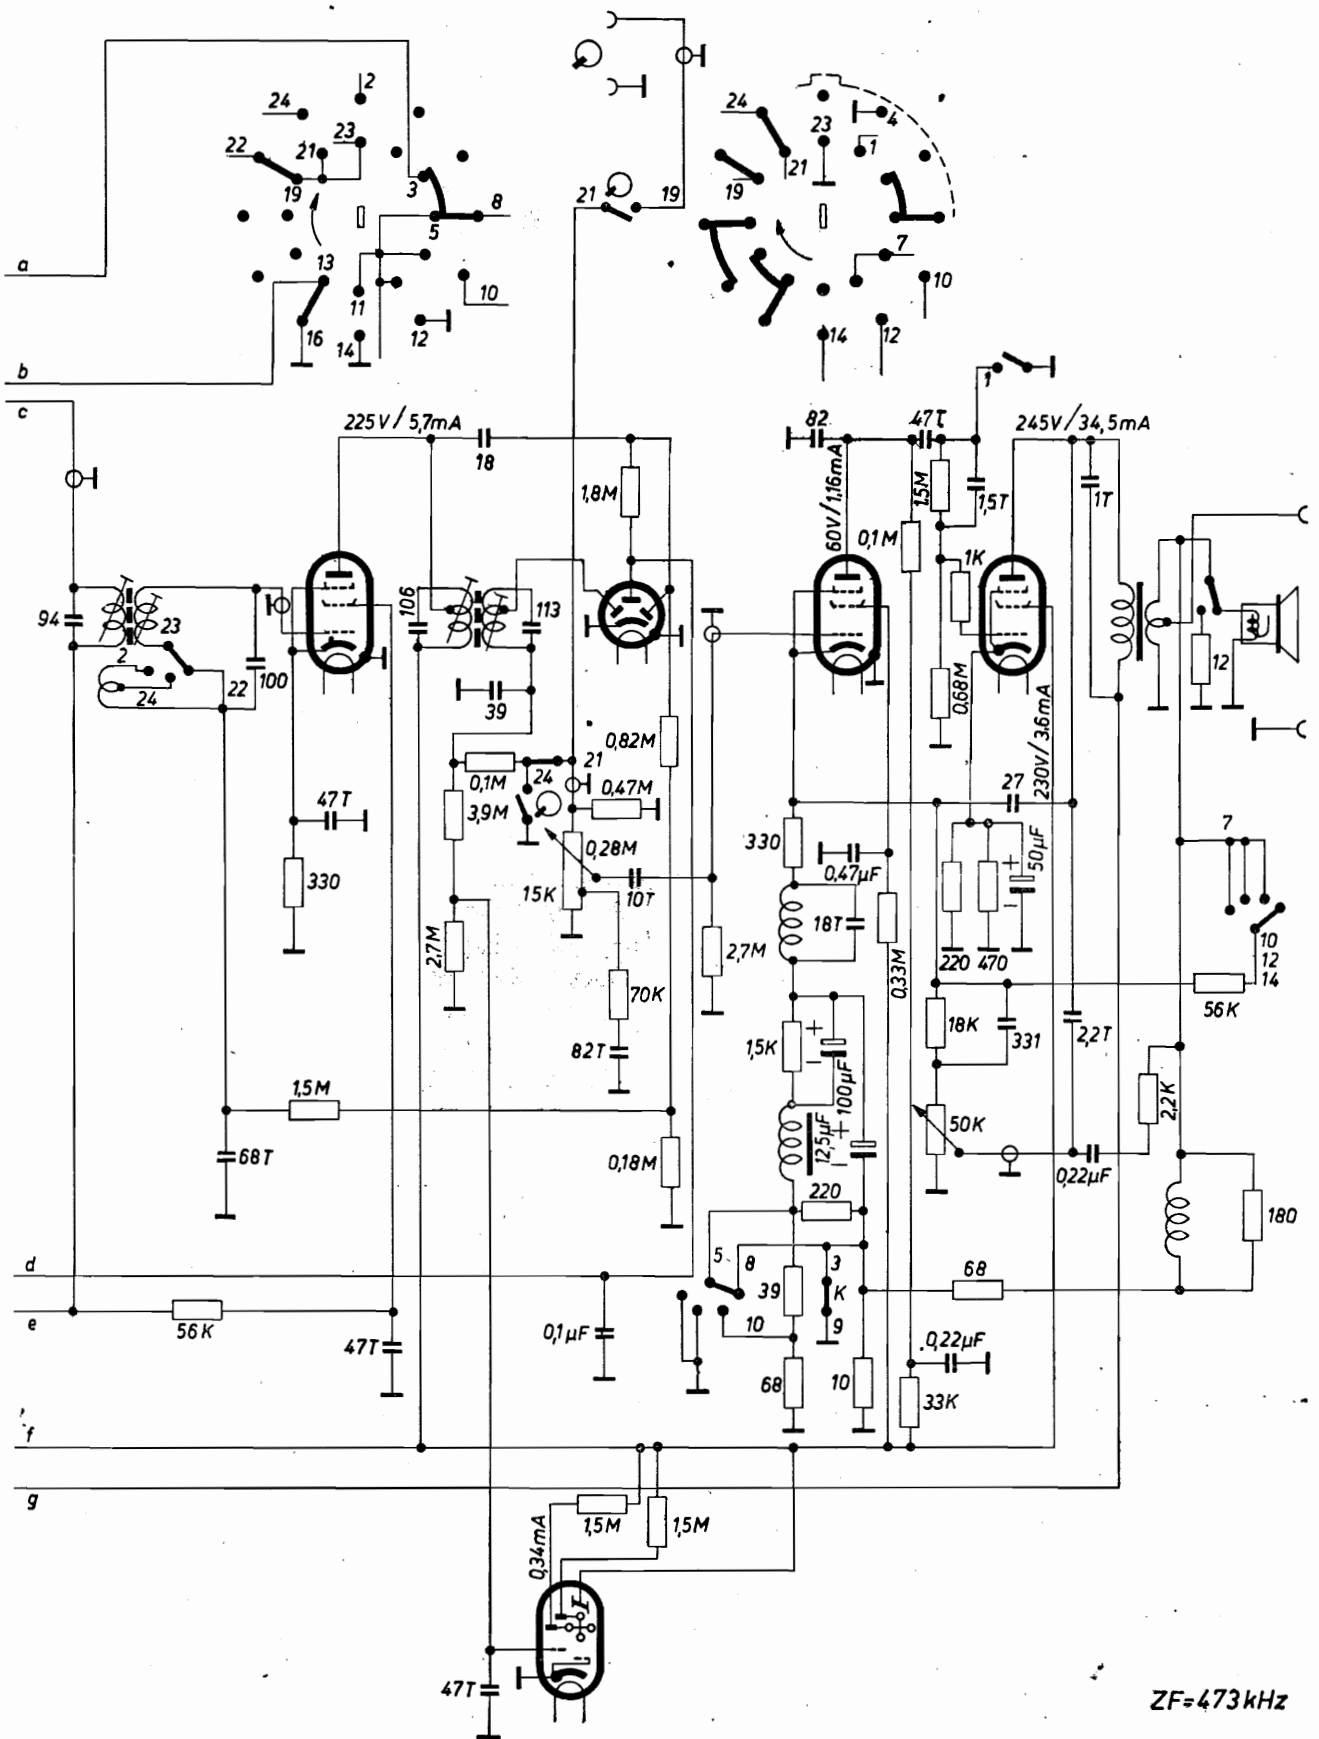 2
24
23
22
21
19
3
8
5
13
11
10
16
14
12
21
19
24
23
4
1
21
19
7
10
14
12
a
b
c
1
225V/5,7mA
18
82
47T
245V/34,5mA
1,8M
60V/1,16mA
1,5M
1,5T
1T
0,1M
1K
94
106
113
23
2
24
22
100
39
0,82M
0,68M
230V/3,6mA
12
0,1M
24
21
0,47M
27
47T
3,9M
330
0,28M
15K
10T
330
0,47µF
18T
50µF
7
2,7M
2,7M
0,33M
220
470
10
12
14
56K
70K
1,5K
100µF
18K
331
2,2T
82T
1,5M
2,2K
50K
12,5µF
68T
0,18M
0,22µF
220
180
d
5
8
3
39
K
68
10
9
e
56K
47T
0,1µF
0,22µF
68
10
33K
f
g
1,5M
1,5M
0,34mA
47T
ZF=473kHz